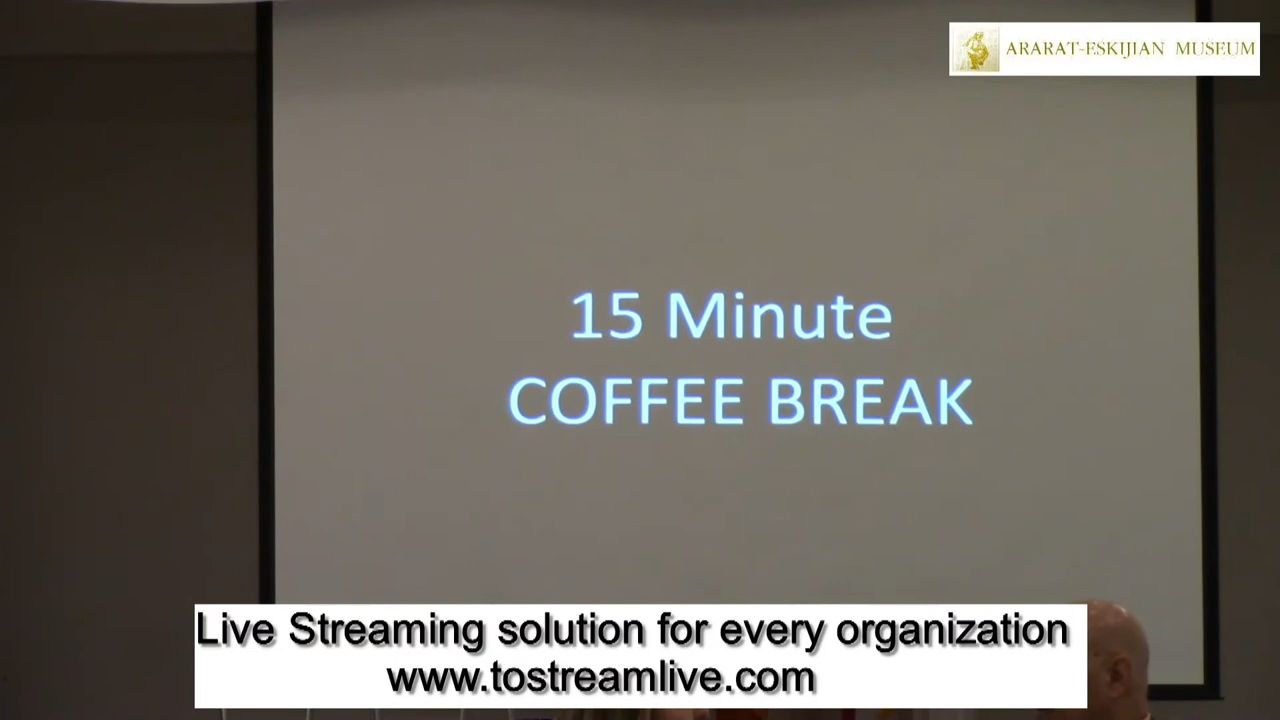 ARARAT-ESKIJIAN MUSEUM
15 Minute
COFFEE BREAK
Live Streaming solution for every organization
www.tostreamlive.com